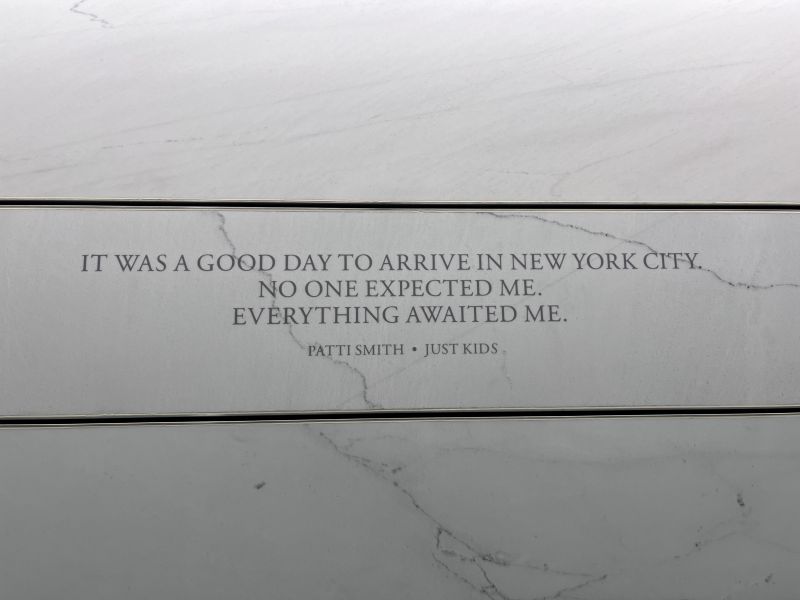 IT WAS A GOOD DAY TO ARRIVE IN NEW YORK CITY.
NO ONE EXPECTED ME.
EVERYTHING AWAITED ME.
PATTI SMITH • JUST KIDS